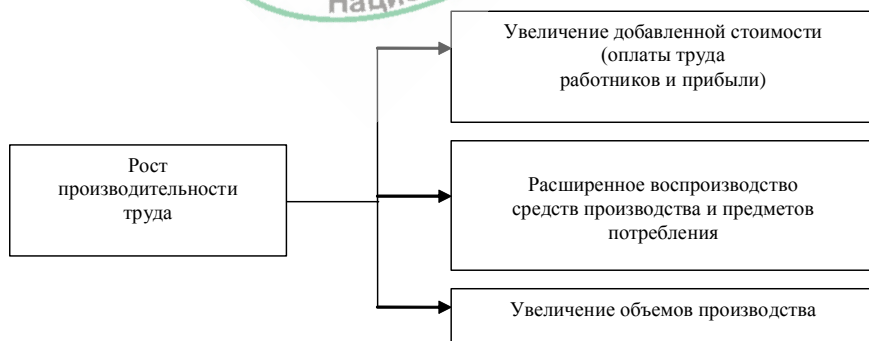 Увеличение добавленной стоимости
(оплаты труда
работников и прибыли)
Рост
производительности
труда
Расширенное воспроизводство
средств производства и предметов
потребления
Увеличение объемов производства